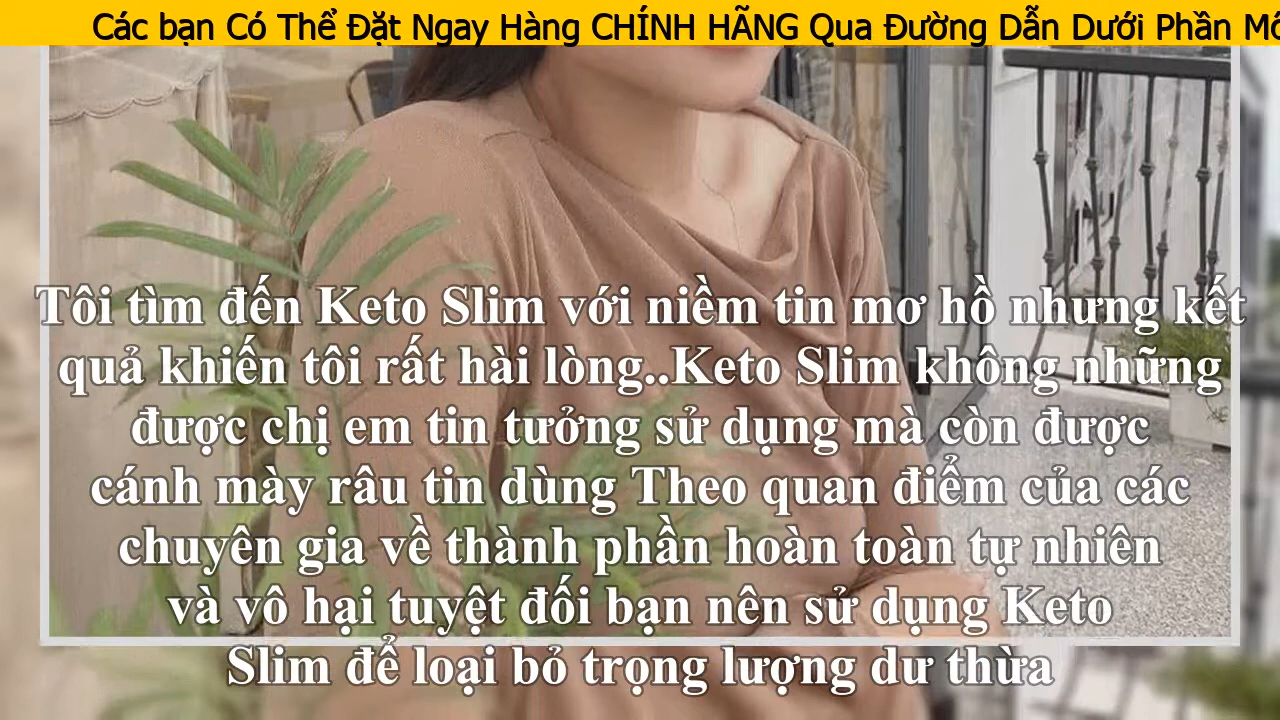 Các bạn Có Thể Đặt Ngay Hàng CHÍNH HÃNG Qua Đường Dẫn Dưới Phần
Tôi tìm đến Keto Slim với niềm tin mơ hồ nhưng kết
quả khiến tôi rất hài lòng..Keto Slim không những
được chị em tin tưởng sử dụng mà còn được
cánh mày râu tin dùng Theo quan điểm của các
chuyên gia về thành phần hoàn toàn tự nhiên
và vô hại tuyệt đối bạn nên sử dụng Keto
Slim để loại bỏ trọng lượng dư thừa